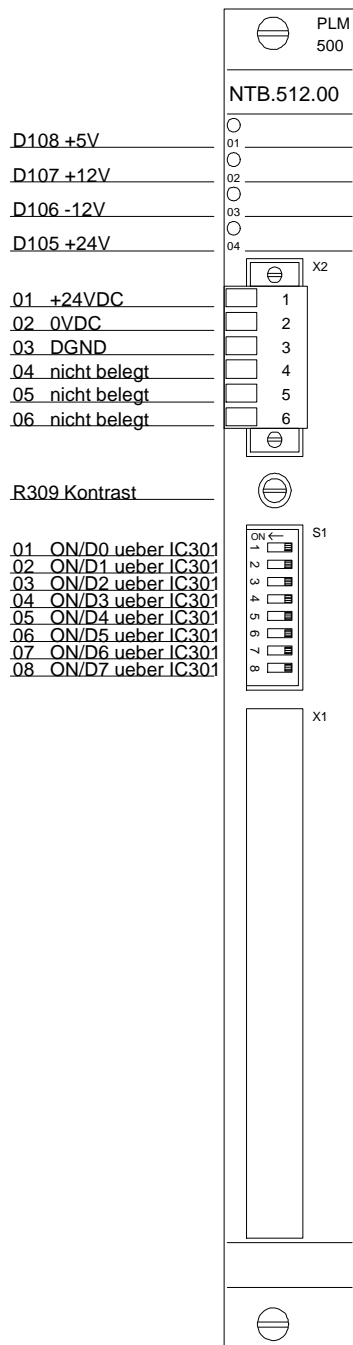 PLM
500
NTB.512.00
D108 +5V
01
D107 +12V
02
D106 -12V
03
D105 +24V
04
X2
01 +24VDC
1
02 0VDC
2
03 DGND
3
04 nicht belegt
4
05 nicht belegt
5
06 nicht belegt
6
R309 Kontrast
S1
ON ←
01 ON/D0 ueber IC301
1
02 ON/D1 ueber IC301
2
03 ON/D2 ueber IC301
3
04 ON/D3 ueber IC301
4
05 ON/D4 ueber IC301
5
06 ON/D5 ueber IC301
6
07 ON/D6 ueber IC301
7
08 ON/D7 ueber IC301
8
X1